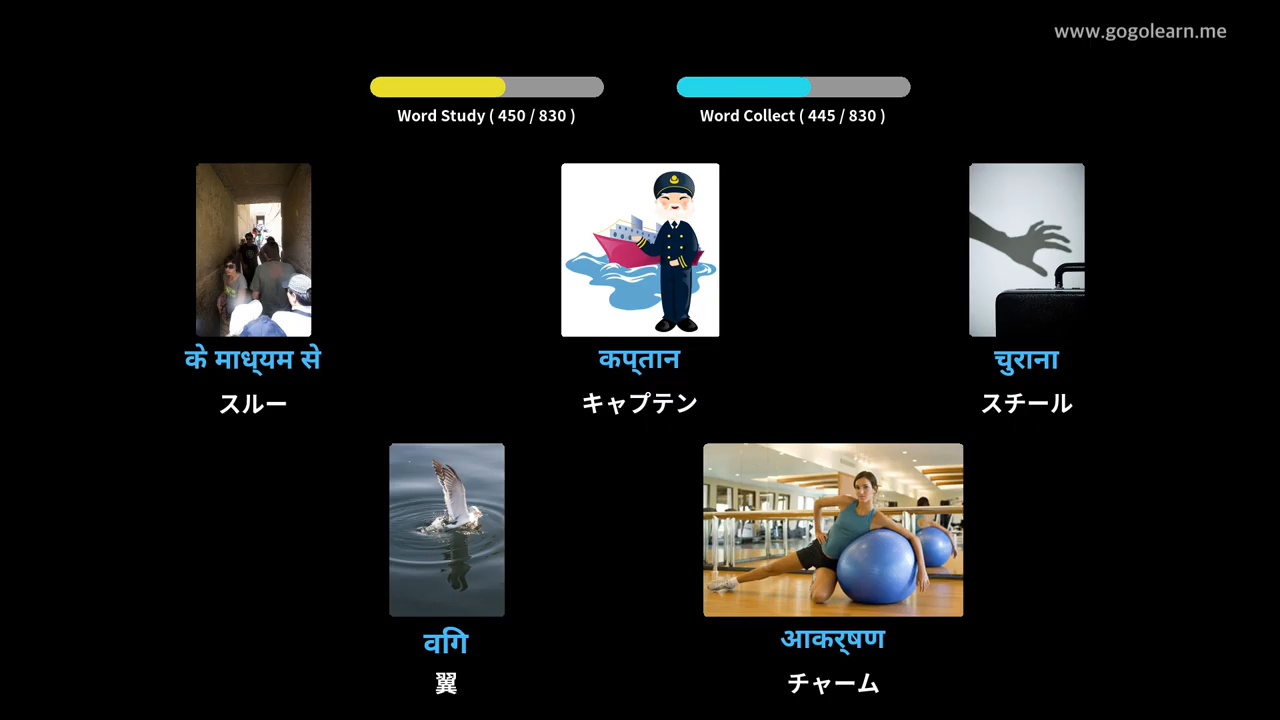 www.gogolearn.me
Word Study ( 450 / 830 )
Word Collect ( 445 / 830 )
के माध्‌यम से
कप्‌तान
चुराना
スルー
キャプテン
スチール
वगि
आकर्‌षण
翼
チャーム